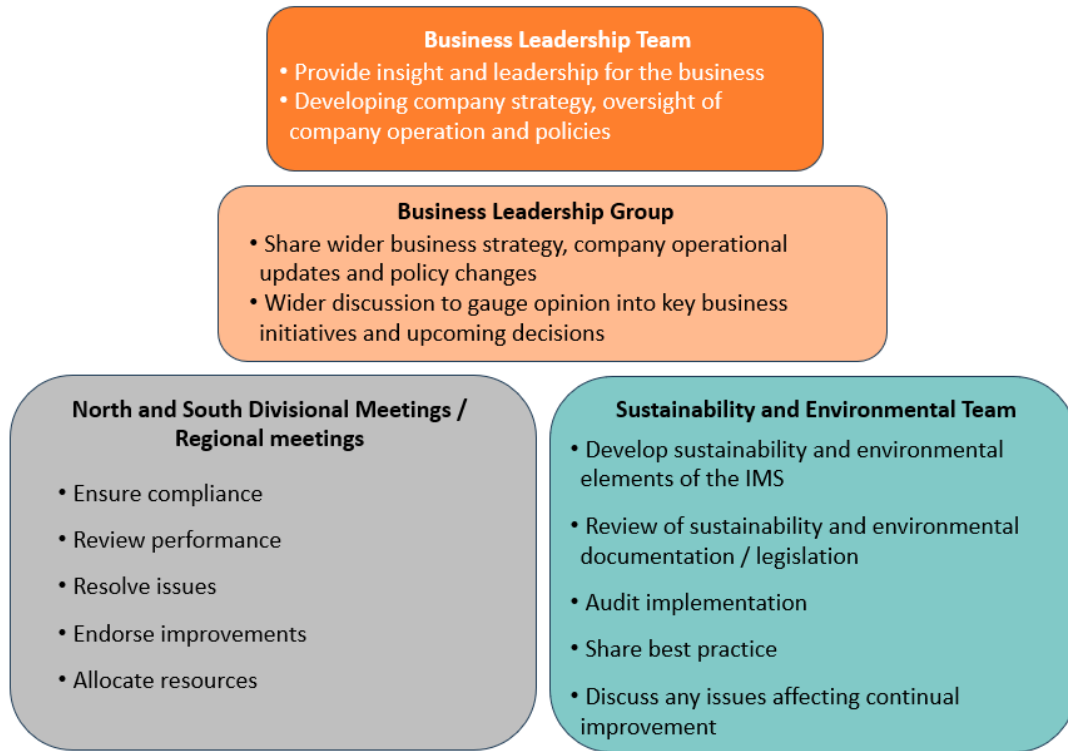 Business Leadership Team
• Provide insight and leadership for the business
• Developing company strategy, oversight of
company operation and policies
Business Leadership Group
• Share wider business strategy, company operational
updates and policy changes
• Wider discussion to gauge opinion into key business
initiatives and upcoming decisions
North and South Divisional Meetings /
Regional meetings
• Ensure compliance
• Review performance
• Resolve issues
• Endorse improvements
• Allocate resources
Sustainability and Environmental Team
• Develop sustainability and environmental
elements of the IMS
• Review of sustainability and environmental
documentation / legislation
• Audit implementation
• Share best practice
• Discuss any issues affecting continual
improvement